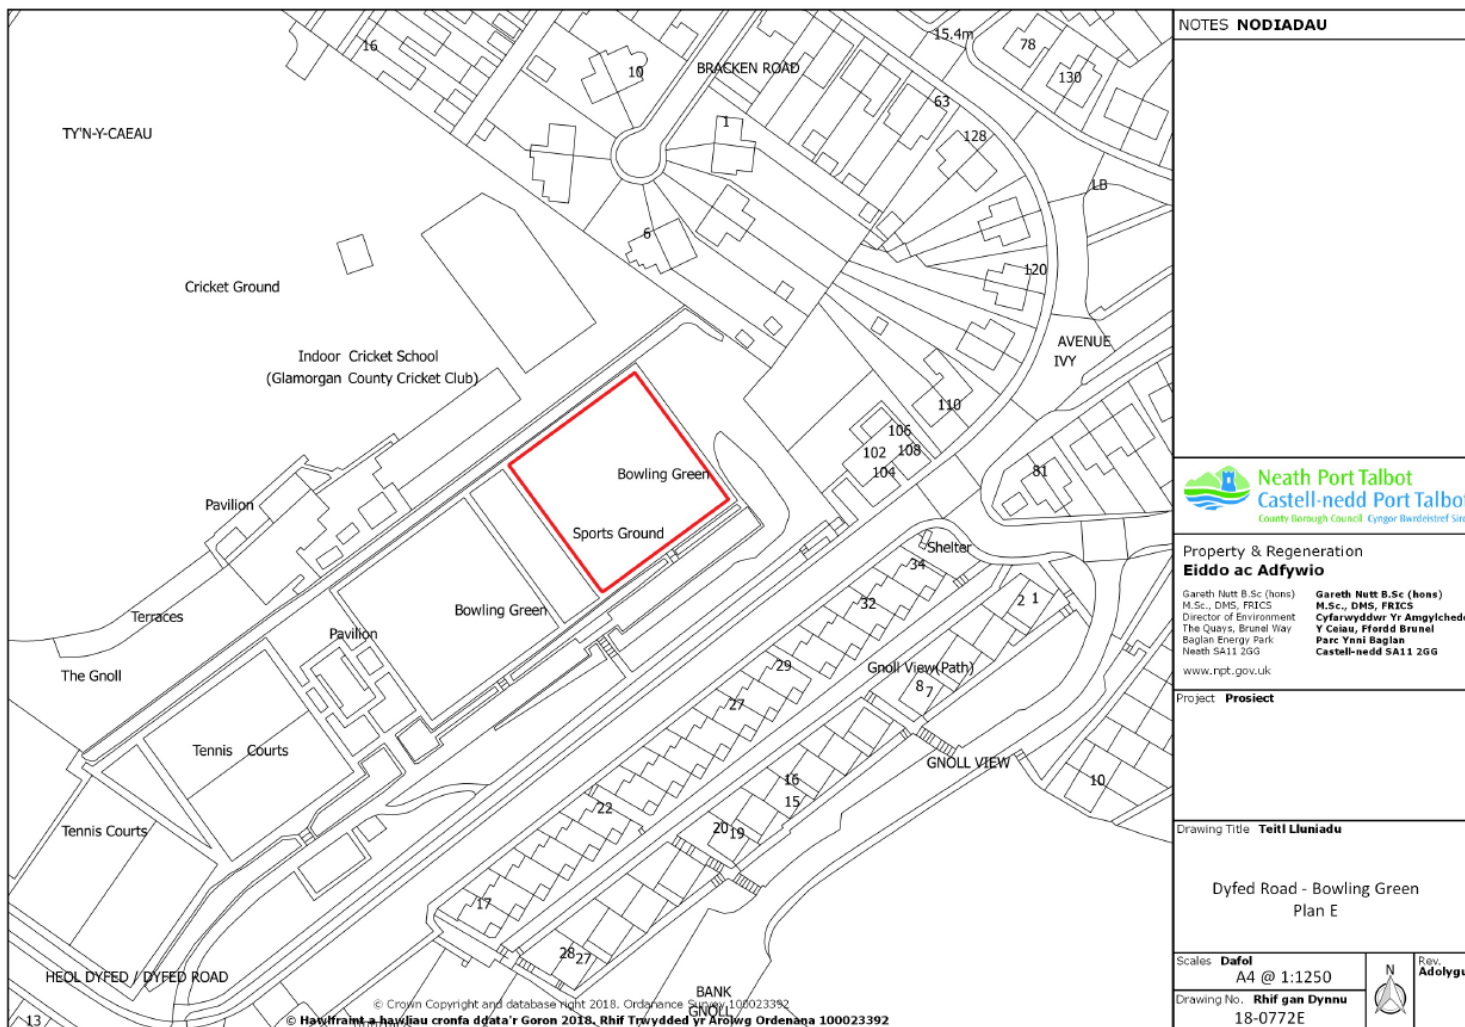 16
10
BRACKEN ROAD
15.4m
78
130
63
128
1
TY'N-Y-CAEAU
LB
6
120
Cricket Ground
AVENUE
IVY
Indoor Cricket School
(Glamorgan County Cricket Club)
110
106
108
102
104
81
Bowling Green
Sports Ground
Pavilion
Shelter
34
32
2 1
Bowling Green
Terraces
Pavilion
The Gnoll
29
Gnoll View(Path)
8 7
27
Tennis Courts
GNOLL VIEW
16
15
10
22
20 19
Tennis Courts
17
28 27
HEOL DYFED / DYFED ROAD
BANK
GNOLL
13
© Crown Copyright and database right 2018. Ordanance Survey 100023392
© Hawlfraint a hawliau cronfa ddata'r Goron 2018. Rhif Trwydded yr Arolwg Ordenana 100023392
NOTES NODIADAU
Neath Port Talbot
Castell-nedd Port Talbot
County Borough Council Cyngor Bwrdeistref Sir
Property & Regeneration
Eiddo ac Adfywio
Gareth Nutt B.Sc (hons)
M.Sc., DMS, FRICS
Director of Environment
The Quays, Brunel Way
Baglan Energy Park
Neath SA11 2GG
Gareth Nutt B.Sc (hons)
M.Sc., DMS, FRICS
Cyfarwyddwr Yr Amgylchedd
Y Ceiau, Ffordd Brunel
Parc Ynni Baglan
Castell-nedd SA11 2GG
www.npt.gov.uk
Project Prosiect
Drawing Title Teitl Lluniadu
Dyfed Road - Bowling Green
Plan E
Scales Dafol
A4 @ 1:1250
N
Rev.
Adolygu
Drawing No. Rhif gan Dynnu
18-0772E